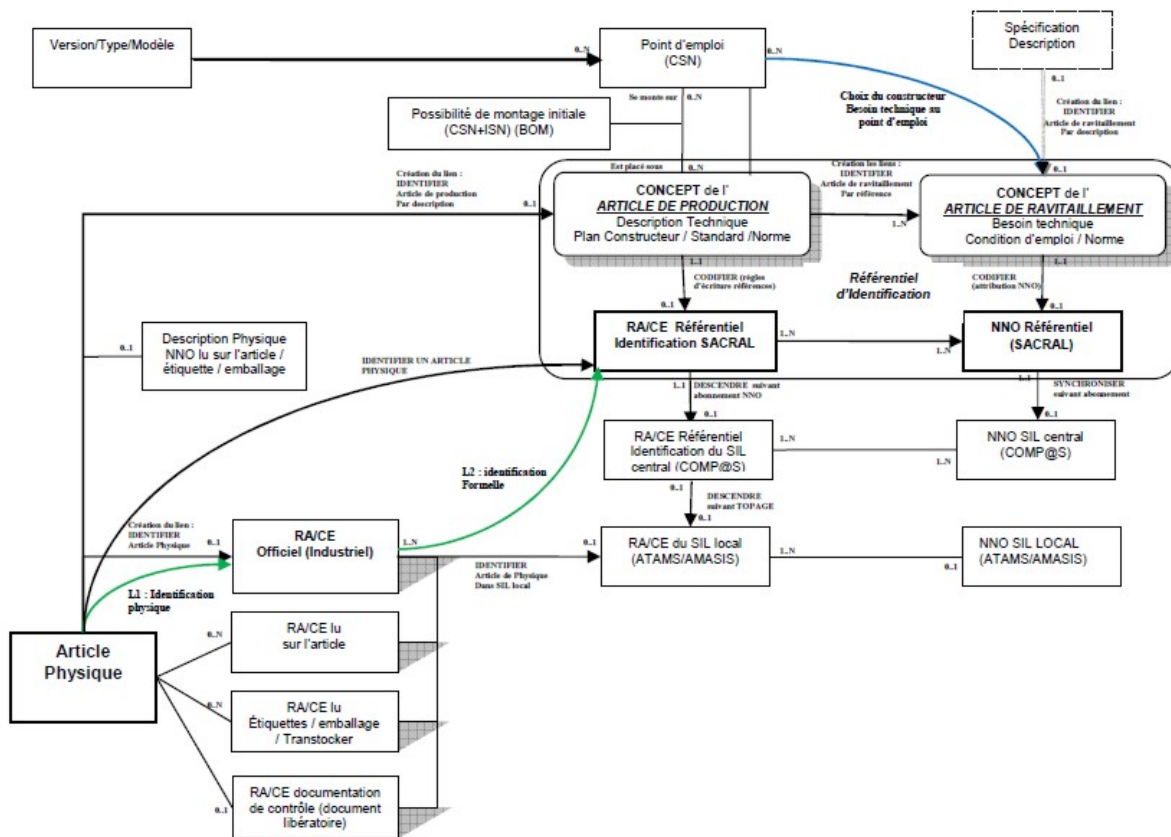 Version/Type/Modèle
0..N
Point d'emploi
(CSN)
0..N
Spécification
Description
Se monte sur
0..N
0..1
Possibilité de montage initiale
(CSN+ISN) (BOM)
Choix du constructeur
Besoin technique au
point d'emploi
Création du lien :
IDENTIFIER
Article de ravitaillement
Par description
Est placé sous
0..N
Création les liens :
IDENTIFIER
Article de ravitaillement
Par référence
0..1
Création du lien :
IDENTIFIER
Article de production
Par description
0..1
CONCEPT de l'
ARTICLE DE PRODUCTION
Description Technique
Plan Constructeur / Standard /Norme
1..N
CONCEPT de l'
ARTICLE DE RAVITAILLEMENT
Besoin technique
Condition d'emploi / Norme
1..1
1..1
CODIFIER (règles
d'écriture références)
Référentiel
d'Identification
CODIFIER
(attribution NNO)
0..1
0..1
RA/CE Référentiel
Identification SACRAL
1..N
1..N
NNO Référentiel
(SACRAL)
0..1
Description Physique
NNO lu sur l'article /
étiquette / emballage
IDENTIFIER UN ARTICLE
PHYSIQUE
1..1
DESCENDRE suivant
abonnement NNO
1..1
SYNCHRONISER
suivant abonnement
0..1
0..1
RA/CE Référentiel
Identification du SIL
central (COMP@S)
1..N
1..N
NNO SIL central
(COMP@S)
L2 : identification
Formelle
0..1
DESCENDRE
suivant TOPAGE
0..1
Création du lien :
IDENTIFIER
Article Physique
0..1
RA/CE
Officiel (Industriel)
1..N
0..1
IDENTIFIER
Article de Physique
Dans SIL local
RA/CE du SIL local
(ATAMS/AMASIS)
1..N
0..1
NNO SIL LOCAL
(ATAMS/AMASIS)
L1 : Identification
physique
Article
Physique
0..N
RA/CE lu
sur l'article
0..N
RA/CE lu
Étiquettes / emballage
/ Transtocker
0..1
RA/CE documentation
de contrôle (document
libératoire)